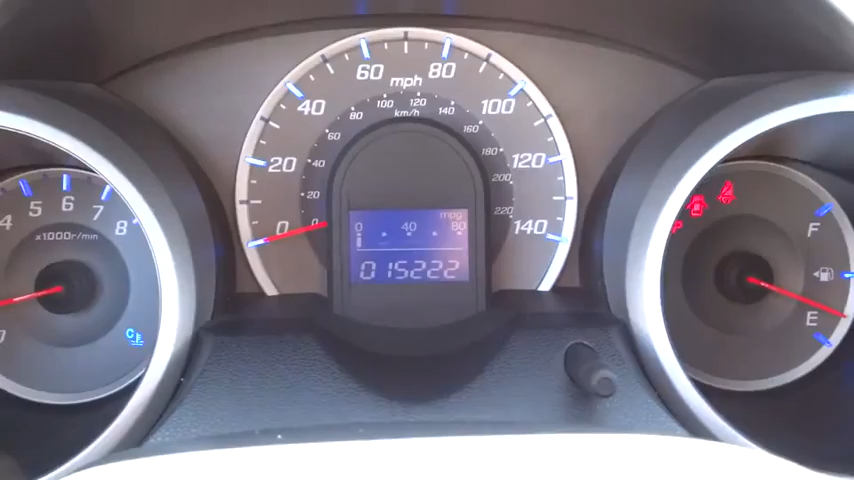 60 80
mph
40 100
80 100 120 140
km/h
60 160
20 40 180 120
20 200
0 0 220 140
mpg
0 40 80
015222
4 5 6 7 8
x1000r/min
0
C
P
F
E